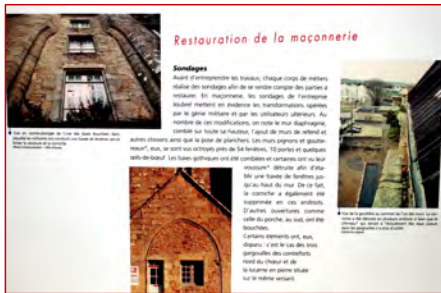 Restauration de la maçonnerie
Sondages
Avant d'entreprendre les travaux, chaque corps de métiers
réalise des sondages afin de se rendre compte des parties à
restaurer. En maçonnerie, les sondages de l'entreprise
Joubrel mettent en évidence les transformations opérées
par le génie militaire et par les utilisateurs ultérieurs. Au
nombre de ces modifications, on note le mur diaphragme,
comblé sur toute sa hauteur, l'ajout de murs de refend et
autres cloisons ainsi que la pose de planchers. Les murs pignons et goutte-
reaux*, eux, se sont vus octroyés près de 54 fenêtres, 10 portes et quelques
œils-de-bœuf. Les baies gothiques ont été comblées et certaines ont vu leur
voussure* détruite afin d'éta-
blir une travée de fenêtres jus-
qu'au haut du mur. De ce fait,
la corniche a également été
supprimée en ces endroits.
D'autres ouvertures comme
celle du porche, au sud, ont été
bouchées.
Certains éléments ont, eux,
disparu : c'est le cas des trois
gargouilles des contreforts
nord du chœur et de
la lucarne en pierre située
sur le même versant.